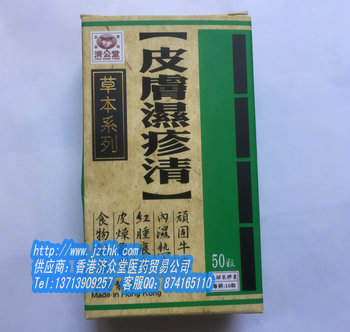 濟公堂
草本系列
【皮膚濕疹清】
頑固牛
內濕熱
紅腫痕
皮
食物
50粒
www.jzthk.com
供应商：香港济众堂医药贸易公司
Tel:13713909257 客服QQ：874165110
Made in Hong Kong